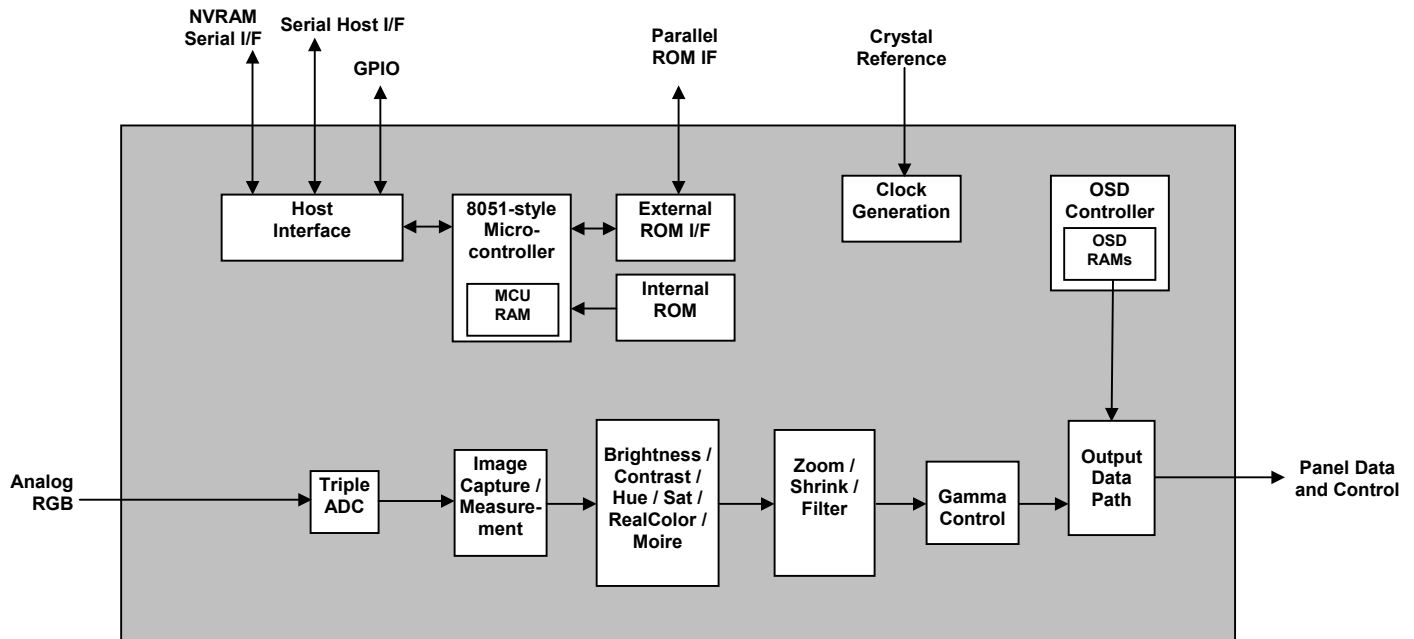 NVRAM
Serial I/F
Serial Host I/F
GPIO
Parallel
ROM IF
Crystal
Reference
Host
Interface
8051-style
Micro-
controller
MCU
RAM
External
ROM I/F
Internal
ROM
Clock
Generation
OSD
Controller
OSD
RAMs
Analog
RGB
Triple
ADC
Image
Capture /
Measure-
ment
Brightness /
Contrast /
Hue / Sat /
RealColor /
Moire
Zoom /
Shrink /
Filter
Gamma
Control
Output
Data
Path
Panel Data
and Control